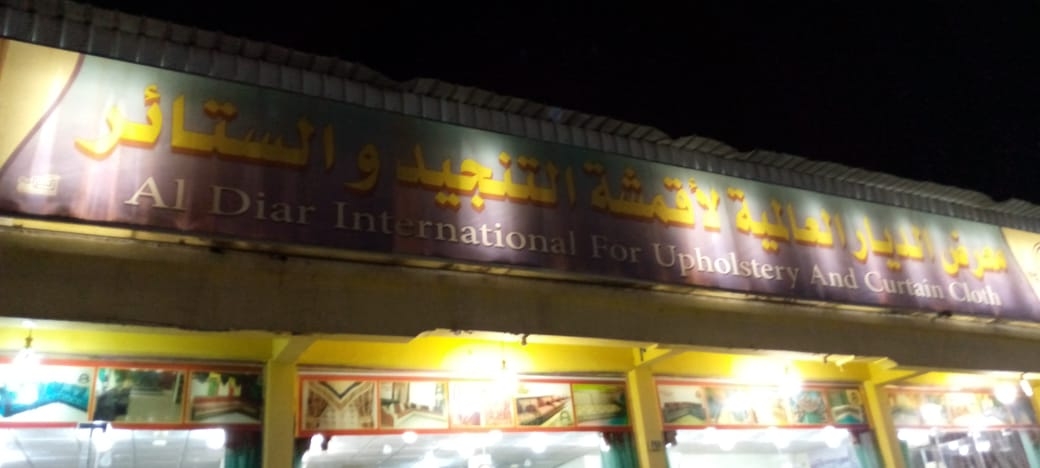 معرض الديار العالمية لأقمشة التنجيد و الستائر
Al Diar International For Upholstery And Curtain Cloth